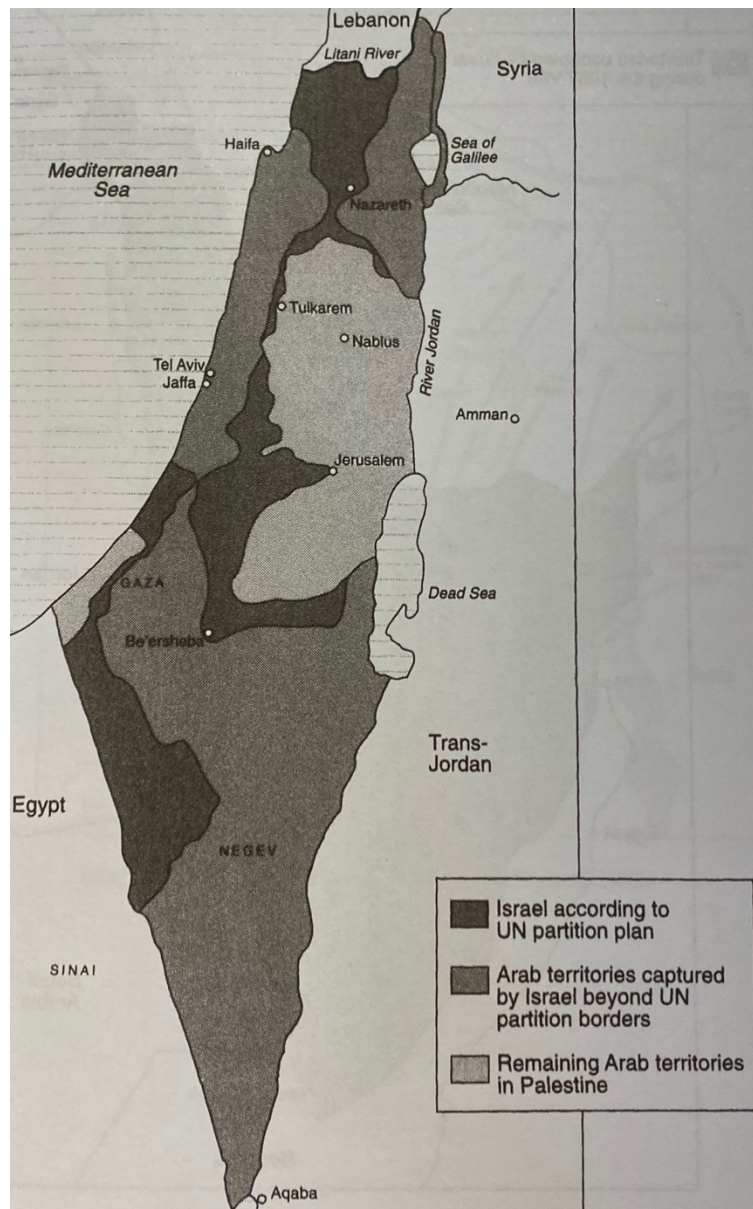 Lebanon
Litani River
Syria
Haifa
Sea of
Galilee
Mediterranean
Sea
Nazareth
Tulkarem
Nablus
River Jordan
Tel Aviv
Jaffa
Amman
Jerusalem
GAZA
Dead Sea
Be'ersheba
Trans-
Jordan
Egypt
NEGEV
Israel according to
UN partition plan
SINAI
Arab territories captured
by Israel beyond UN
partition borders
Remaining Arab territories
in Palestine
Aqaba